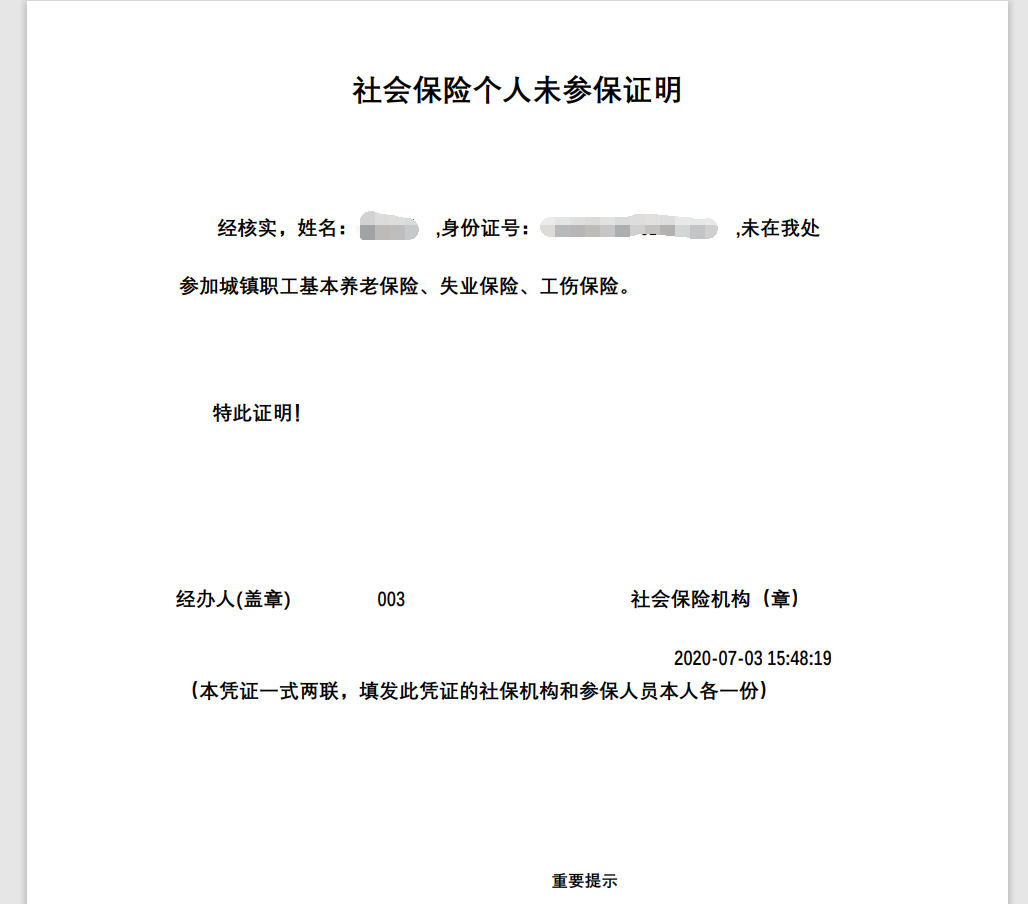 社会保险个人未参保证明
经核实，姓名： ,身份证号： ,未在我处
参加城镇职工基本养老保险、失业保险、工伤保险。
特此证明！
经办人(盖章) 003 社会保险机构（章）
2020-07-03 15:48:19
（本凭证一式两联，填发此凭证的社保机构和参保人员本人各一份）
重要提示